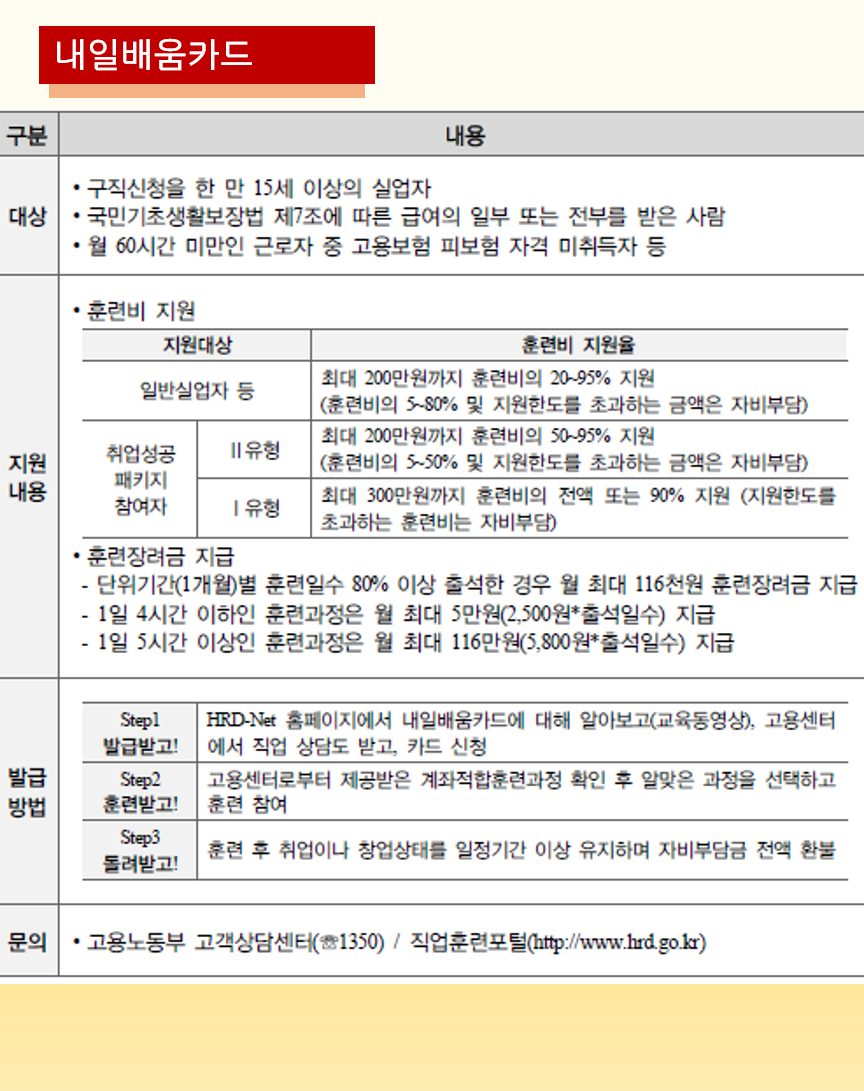 내일배움카드
구분 내용
대상
• 구직신청을 한 만 15세 이상의 실업자
• 국민기초생활보장법 제7조에 따른 급여의 일부 또는 전부를 받은 사람
• 월 60시간 미만인 근로자 중 고용보험 피보험 자격 미취득자 등
지원
내용
• 훈련비 지원
지원대상 훈련비 지원율
일반실업자 등
최대 200만원까지 훈련비의 20~95% 지원
(훈련비의 5~80% 및 지원한도를 초과하는 금액은 자비부담)
취업성공
패키지
참여자
Ⅱ유형
최대 200만원까지 훈련비의 50~95% 지원
(훈련비의 5~50% 및 지원한도를 초과하는 금액은 자비부담)
Ⅰ유형
최대 300만원까지 훈련비의 전액 또는 90% 지원 (지원한도를
초과하는 훈련비는 자비부담)
• 훈련장려금 지급
- 단위기간(1개월)별 훈련일수 80% 이상 출석한 경우 월 최대 116천원 훈련장려금 지급
- 1일 4시간 이하인 훈련과정은 월 최대 5만원(2,500원*출석일수) 지급
- 1일 5시간 이상인 훈련과정은 월 최대 116만원(5,800원*출석일수) 지급
발급
방법
Step1
발급받고!
HRD-Net 홈페이지에서 내일배움카드에 대해 알아보고(교육동영상), 고용센터
에서 직업 상담도 받고, 카드 신청
Step2
훈련받고!
고용센터로부터 제공받은 계좌적합훈련과정 확인 후 알맞은 과정을 선택하고
훈련 참여
Step3
돌려받고!
훈련 후 취업이나 창업상태를 일정기간 이상 유지하며 자비부담금 전액 환불
문의
• 고용노동부 고객상담센터(☏1350) / 직업훈련포털(http://www.hrd.go.kr)